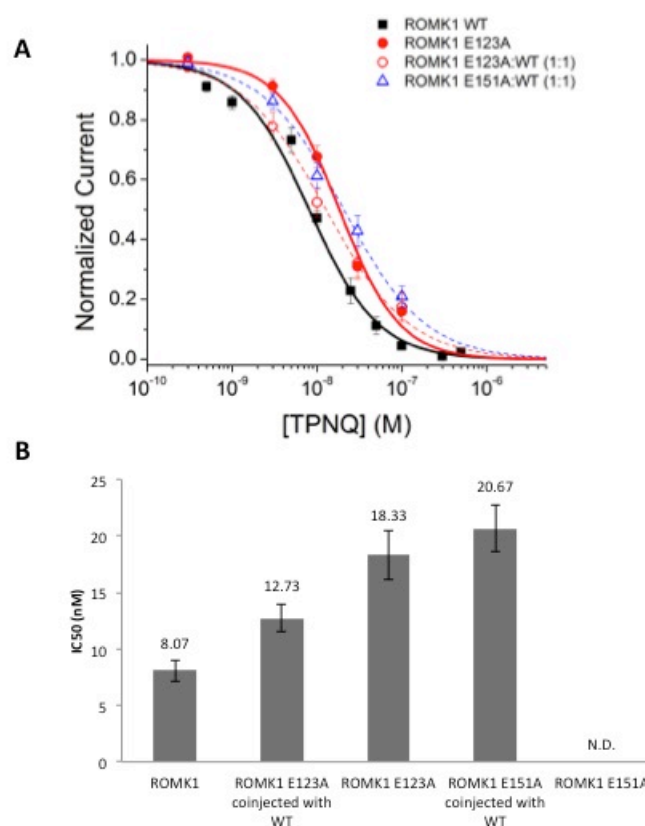 A
ROMK1 WT
ROMK1 E123A
ROMK1 E123A:WT (1:1)
ROMK1 E151A:WT (1:1)
Normalized Current
1.0
0.8
0.6
0.4
0.2
0.0
10⁻¹⁰ 10⁻⁹ 10⁻⁸ 10⁻⁷ 10⁻⁶
[TPNQ] (M)
B
IC50 (nM)
25
20
15
10
5
0
8.07
12.73
18.33
20.67
N.D.
ROMK1 ROMK1 E123A ROMK1 E123A ROMK1 E151A ROMK1 E151A
coinjected with coinjected with
WT WT